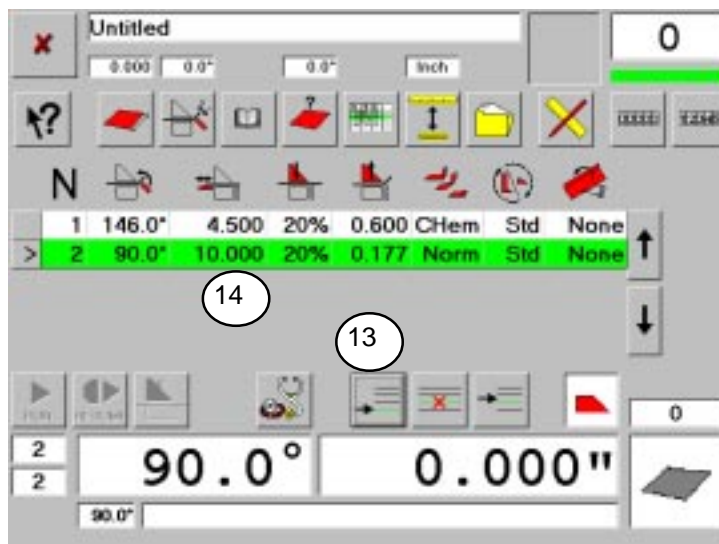 Untitled
0
0.000 0.0° 0.0° Inch
?
?
N
1 146.0° 4.500 20% 0.600 CHem Std None
> 2 90.0° 10.000 20% 0.177 Norm Std None
14
13
0
2
2
90.0° 0.000"
90.0°